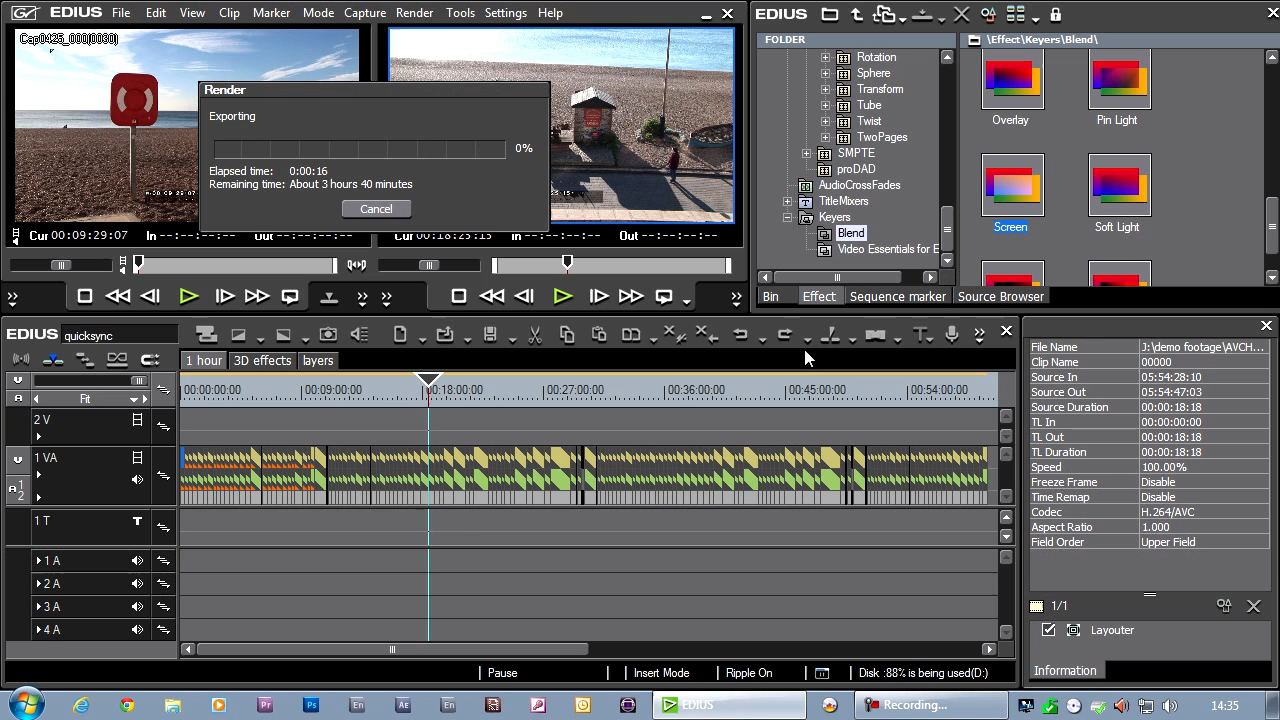 EDIUS File Edit View Clip Marker Mode Capture Render Tools Settings Help
Render
Exporting
0%
Elapsed time: 0:00:16
Remaining time: About 3 hours 40 minutes
Cancel
Cur 00:09:29:07 In --:--:--:-- Out --:--:--:--
In --:--:--:-- Out --:--:--:--
EDIUS
FOLDER
\Effect\Keyers\Blend\
Rotation
Sphere
Transform
Tube
Twist
TwoPages
SMPTE
proDAD
AudioCrossFades
TitleMixers
Keyers
Blend
Video Essentials for E
Overlay
Pin Light
Screen
Soft Light
Bin
Effect
Sequence marker
Source Browser
EDIUS quicksync
1 hour
3D effects
layers
Fit
00:00:00:00
00:18:00:00
00:27:00:00
00:36:00:00
00:45:00:00
00:54:00:00
2 V
1 VA
1 T T
1 A
2 A
3 A
4 A
Pause
Insert Mode
Ripple On
Disk :88% is being used(D:)
File Name J:\demo footage\AVCH...
Clip Name 00000
Source In 05:54:28:10
Source Out 05:54:47:03
Source Duration 00:00:18:18
TL In 00:00:00:00
TL Out 00:00:18:18
TL Duration 00:00:18:18
Speed 100.00%
Freeze Frame Disable
Time Remap Disable
Codec H.264/AVC
Aspect Ratio 1.000
Field Order Upper Field
1/1
Layouter
Information
Pr
Ps
En
Ae
En
EDIUS
Recording...
14:35